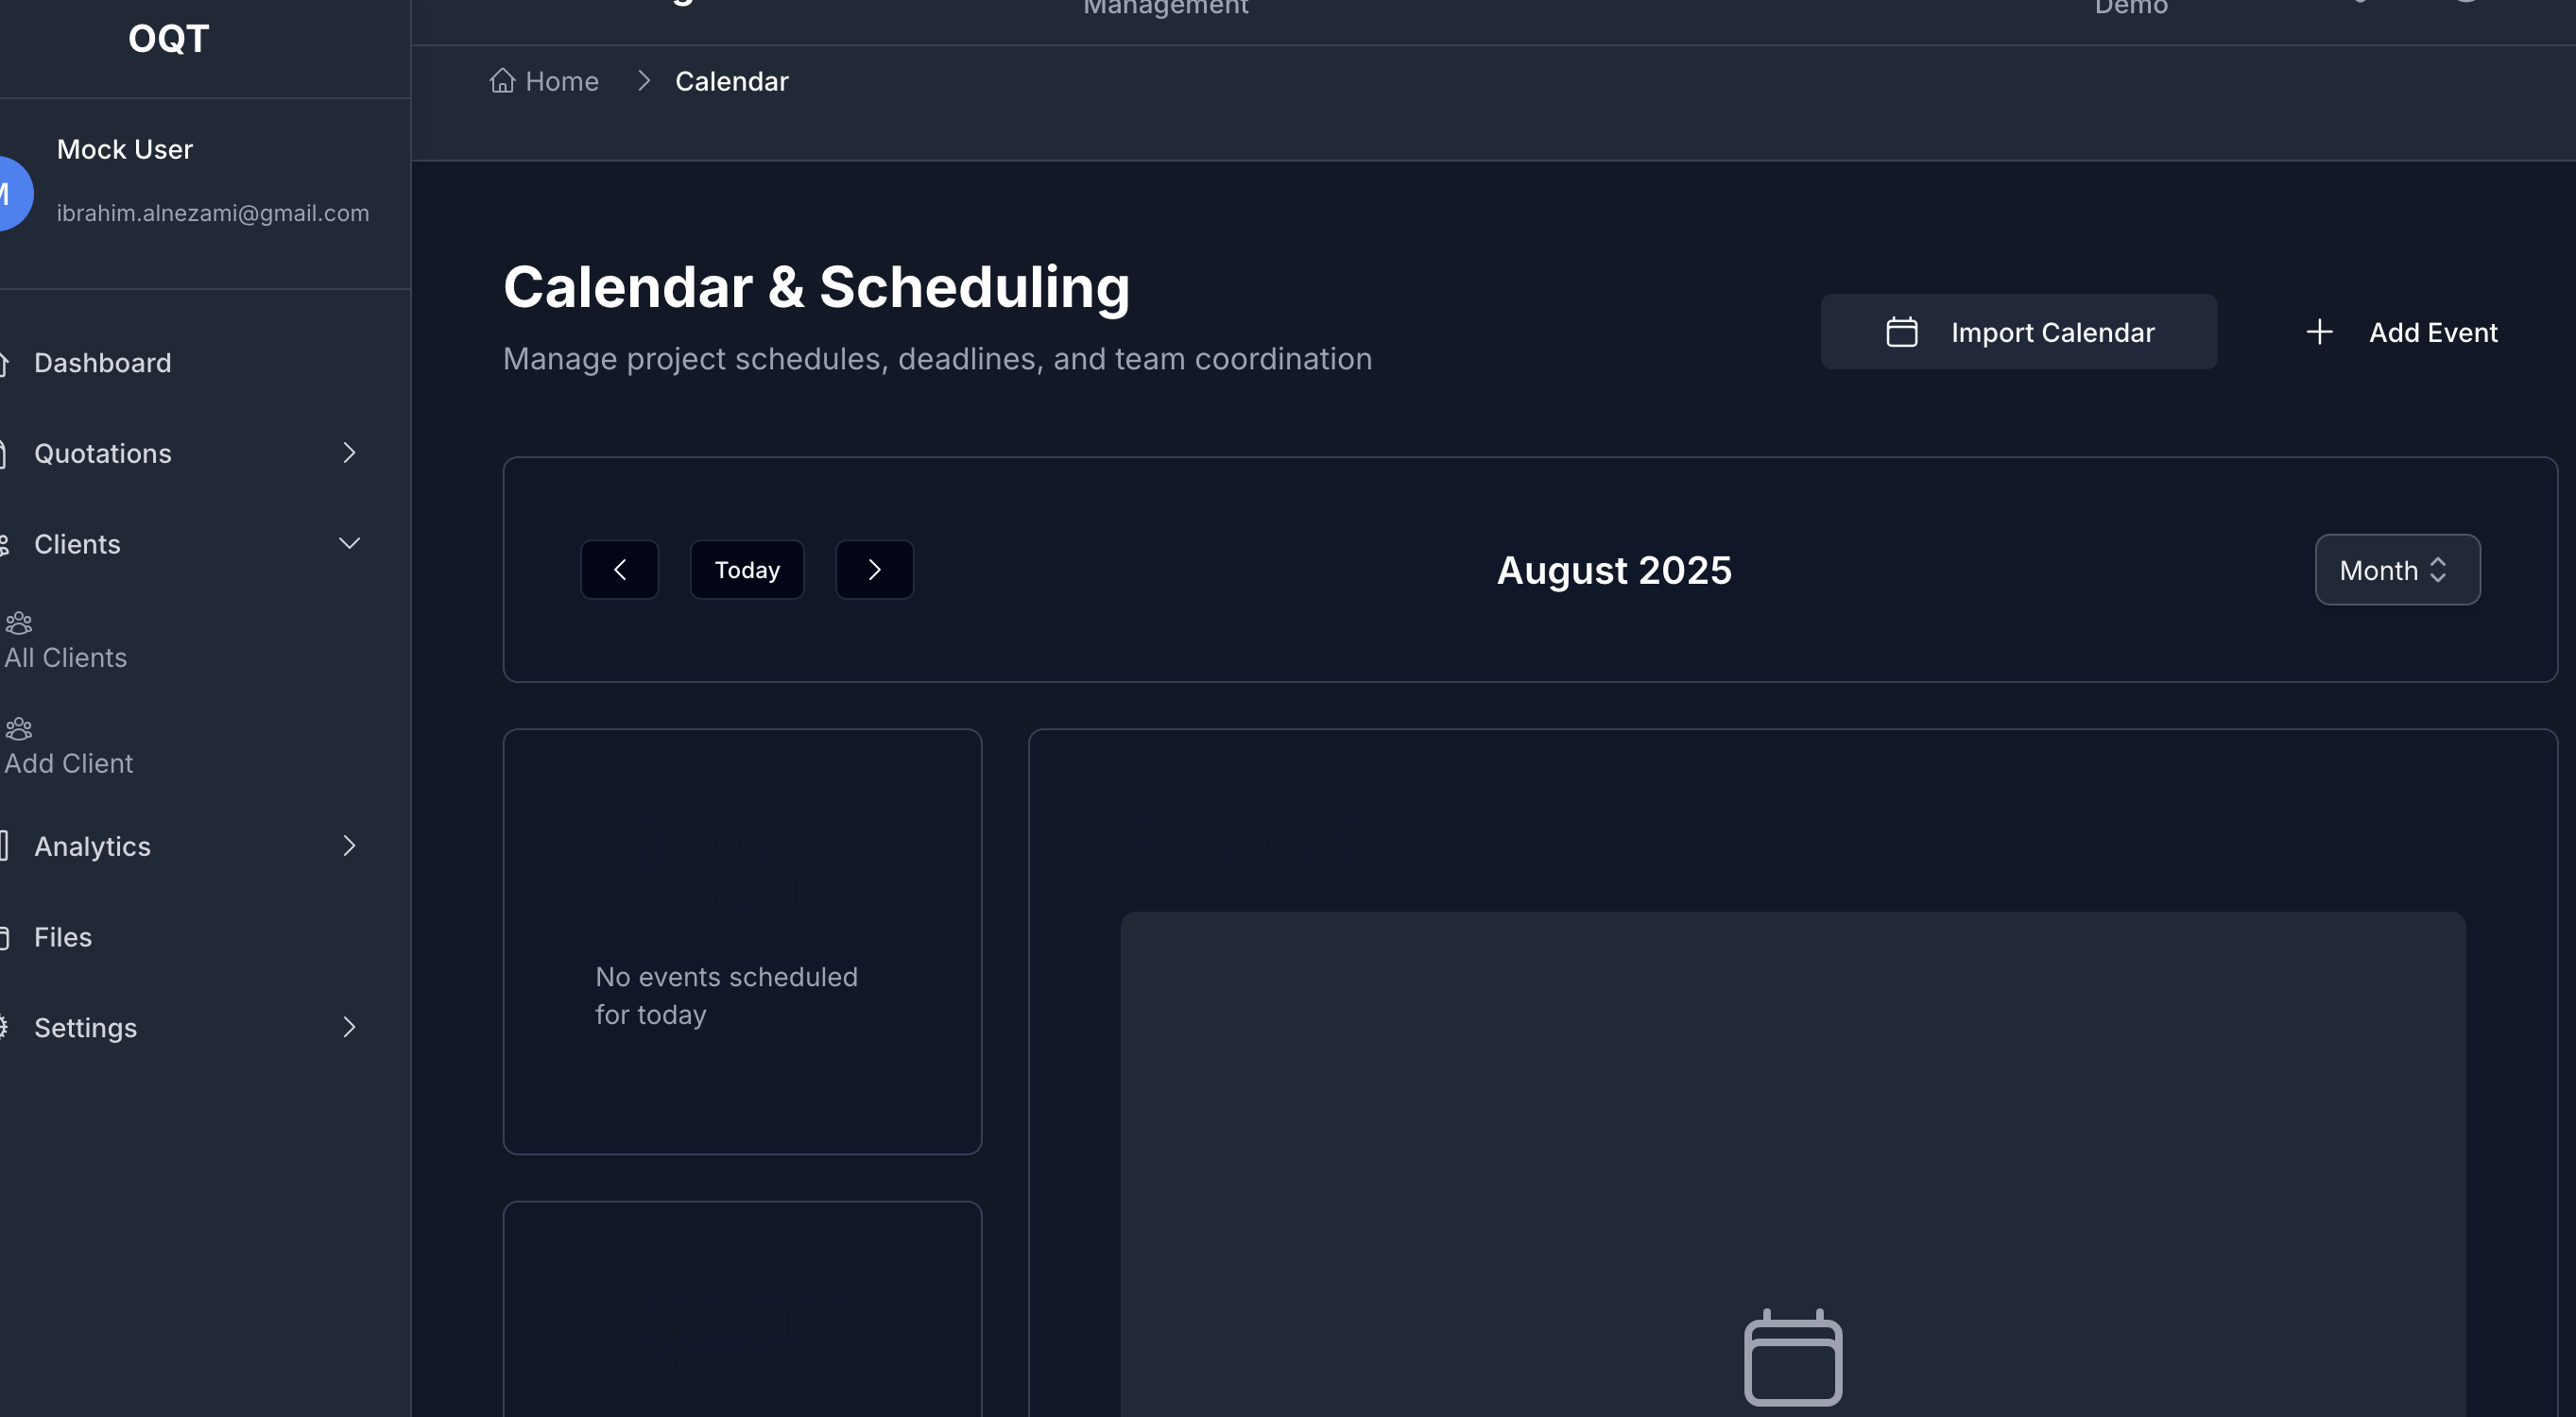 OQT
Management
Demo
Home
Calendar
Mock User
M
ibrahim.alnezami@gmail.com
Dashboard
Quotations
Clients
All Clients
Add Client
Analytics
Files
Settings
Calendar & Scheduling
Manage project schedules, deadlines, and team coordination
Import Calendar
Add Event
Today
August 2025
Month
Today's
Schedule
No events scheduled
for today
Upcoming
Events
Calendar View